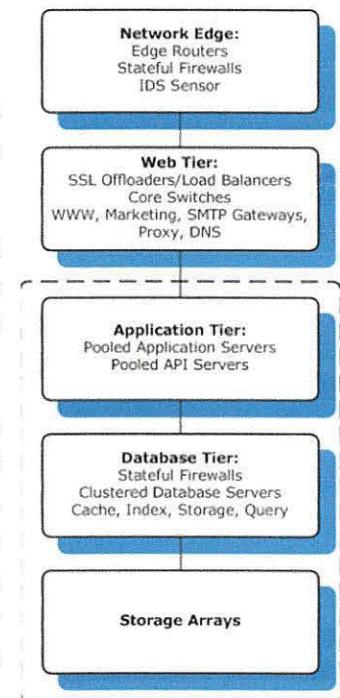 Network Edge:
Edge Routers
Stateful Firewalls
IDS Sensor
Web Tier:
SSL Offloaders/Load Balancers
Core Switches
WWW, Marketing, SMTP Gateways,
Proxy, DNS
Application Tier:
Pooled Application Servers
Pooled API Servers
Database Tier:
Stateful Firewalls
Clustered Database Servers
Cache, Index, Storage, Query
Storage Arrays